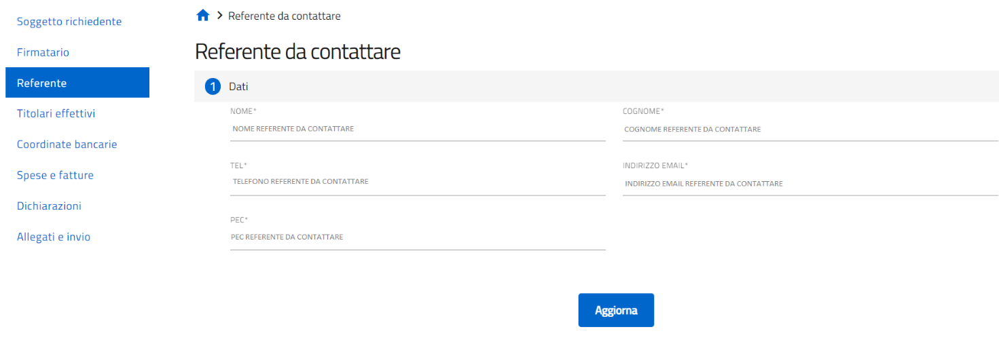 Soggetto richiedente
Firmatario
Referente
Titolari effettivi
Coordinate bancarie
Spese e fatture
Dichiarazioni
Allegati e invio
Referente da contattare
Referente da contattare
1 Dati
NOME*
NOME REFERENTE DA CONTATTARE
COGNOME*
COGNOME REFERENTE DA CONTATTARE
TEL*
TELEFONO REFERENTE DA CONTATTARE
INDIRIZZO EMAIL*
INDIRIZZO EMAIL REFERENTE DA CONTATTARE
PEC*
PEC REFERENTE DA CONTATTARE
Aggiorna